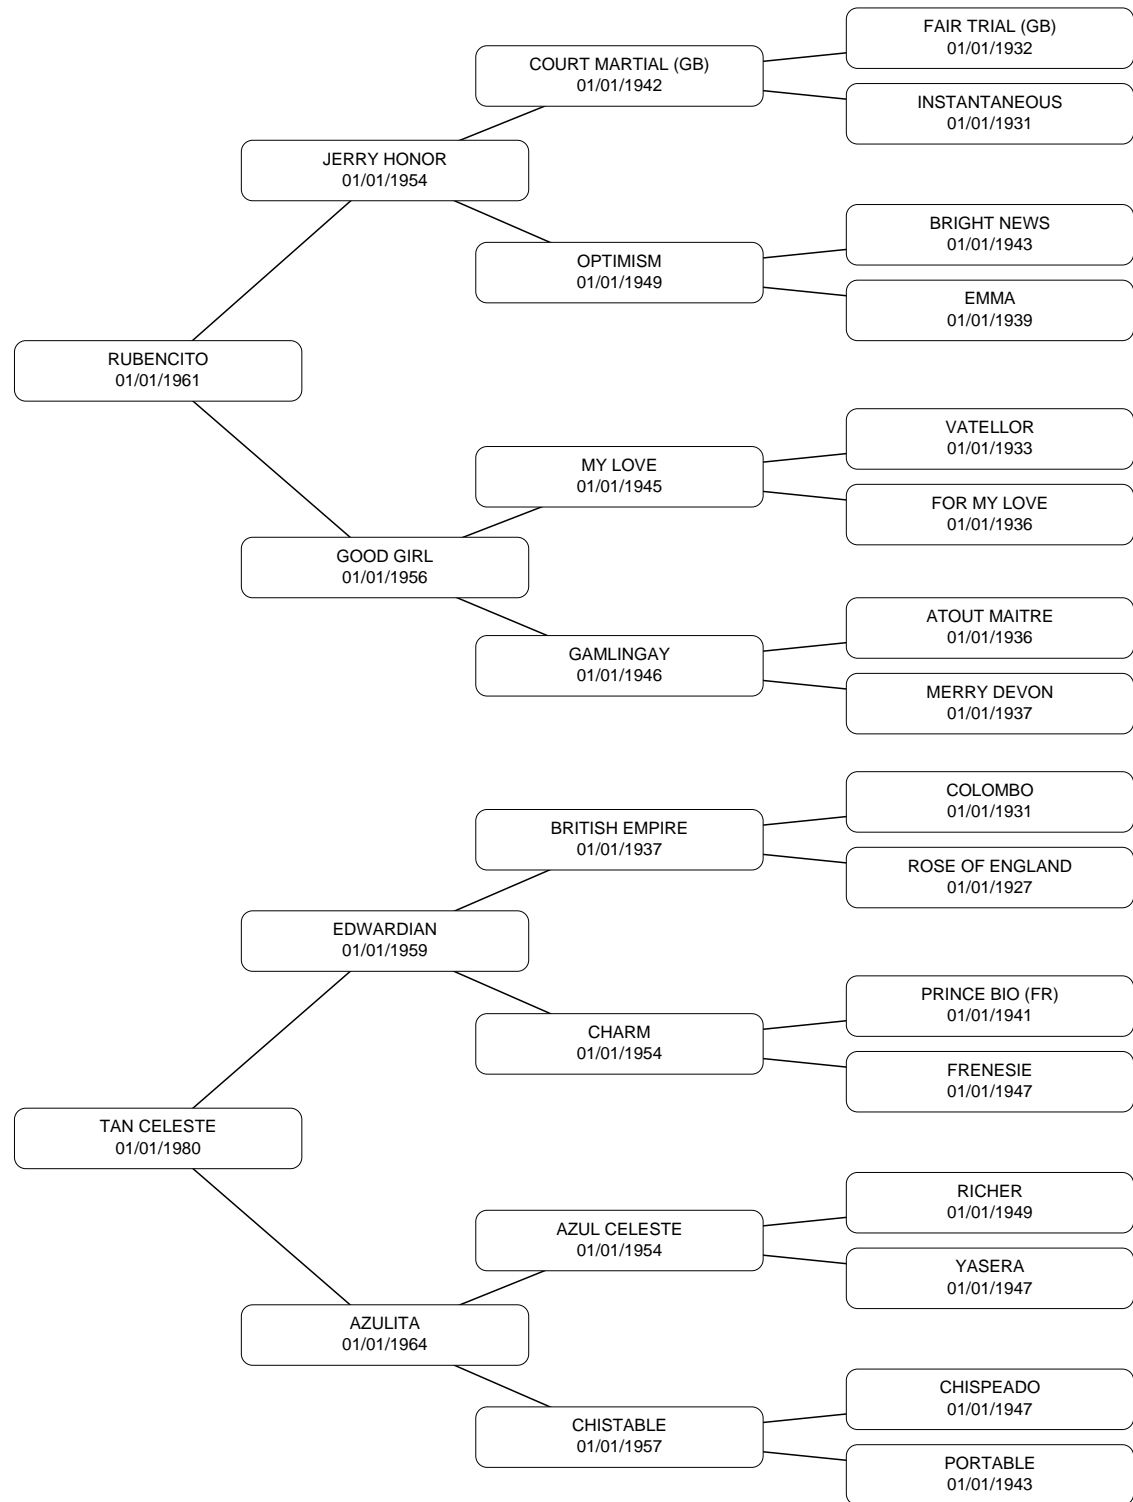 FAIR TRIAL (GB)
01/01/1932
COURT MARTIAL (GB)
01/01/1942
INSTANTANEOUS
01/01/1931
JERRY HONOR
01/01/1954
BRIGHT NEWS
01/01/1943
OPTIMISM
01/01/1949
EMMA
01/01/1939
RUBENCITO
01/01/1961
VATELLOR
01/01/1933
MY LOVE
01/01/1945
FOR MY LOVE
01/01/1936
GOOD GIRL
01/01/1956
ATOUT MAITRE
01/01/1936
GAMLINGAY
01/01/1946
MERRY DEVON
01/01/1937
COLOMBO
01/01/1931
BRITISH EMPIRE
01/01/1937
ROSE OF ENGLAND
01/01/1927
EDWARDIAN
01/01/1959
PRINCE BIO (FR)
01/01/1941
CHARM
01/01/1954
FRENESIE
01/01/1947
TAN CELESTE
01/01/1980
RICHER
01/01/1949
AZUL CELESTE
01/01/1954
YASERA
01/01/1947
AZULITA
01/01/1964
CHISPEADO
01/01/1947
CHISTABLE
01/01/1957
PORTABLE
01/01/1943